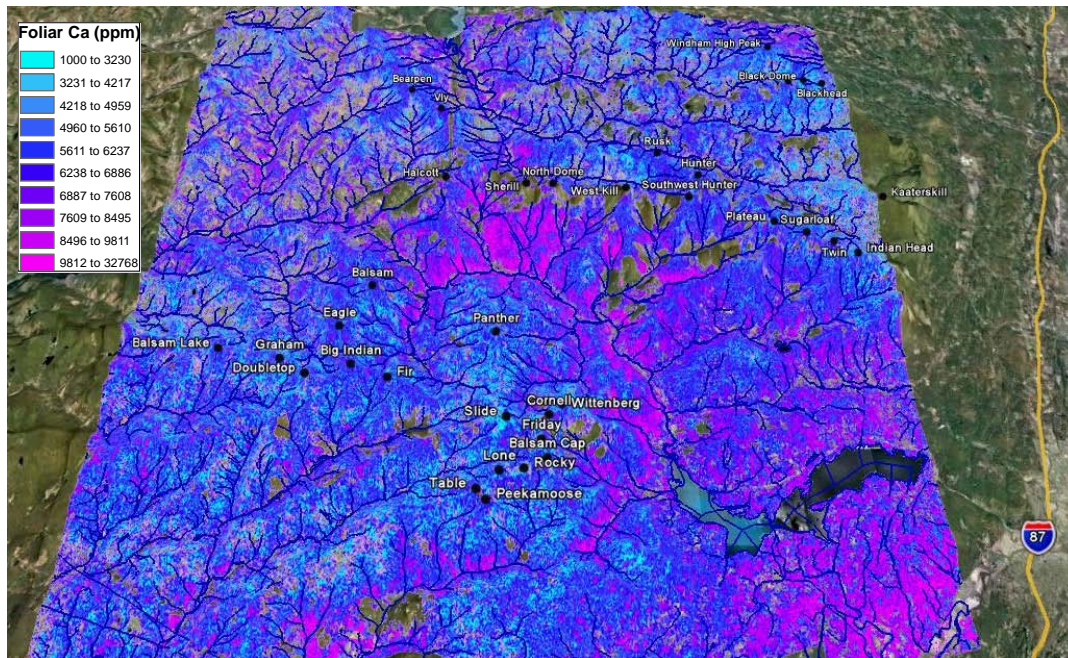 Foliar Ca (ppm)
1000 to 3230
3231 to 4217
4218 to 4959
4960 to 5610
5611 to 6237
6238 to 6886
6887 to 7608
7609 to 8495
8496 to 9811
9812 to 32768
Windham High Peak
Black Dome
Blackhead
Bearpen
Vly
Rusk
Hunter
Halcott
North Dome
Sherill
West Kill
Southwest Hunter
Kaaterskill
Plateau
Sugarloaf
Twin
Indian Head
Balsam
Eagle
Panther
Balsam Lake
Graham
Big Indian
Doubletop
Fir
Cornell
Wittenberg
Slide
Friday
Balsam Cap
Lone
Rocky
Table
Peekamoose
87